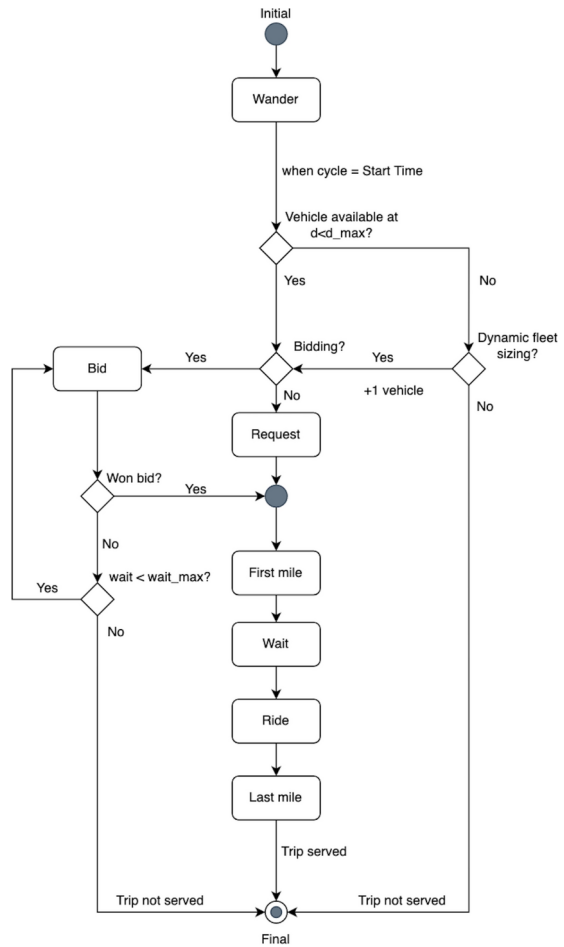 Initial
Wander
when cycle = Start Time
Vehicle available at
d<d_max?
Yes
No
Dynamic fleet
sizing?
Bidding?
Yes
Yes
Bid
+1 vehicle
No
No
Request
Won bid?
Yes
No
First mile
wait < wait_max?
Yes
No
Wait
Ride
Last mile
Trip served
Trip not served
Trip not served
Final